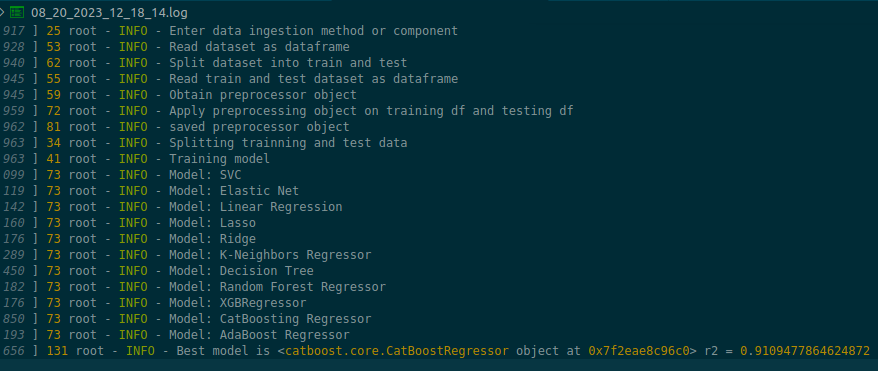 08_20_2023_12_18_14.log
917 ] 25 root - INFO - Enter data ingestion method or component
928 ] 53 root - INFO - Read dataset as dataframe
940 ] 62 root - INFO - Split dataset into train and test
945 ] 55 root - INFO - Read train and test dataset as dataframe
945 ] 59 root - INFO - Obtain preprocessor object
959 ] 72 root - INFO - Apply preprocessing object on training df and testing df
962 ] 81 root - INFO - saved preprocessor object
963 ] 34 root - INFO - Splitting trainning and test data
963 ] 41 root - INFO - Training model
099 ] 73 root - INFO - Model: SVC
119 ] 73 root - INFO - Model: Elastic Net
142 ] 73 root - INFO - Model: Linear Regression
160 ] 73 root - INFO - Model: Lasso
176 ] 73 root - INFO - Model: Ridge
289 ] 73 root - INFO - Model: K-Neighbors Regressor
450 ] 73 root - INFO - Model: Decision Tree
182 ] 73 root - INFO - Model: Random Forest Regressor
176 ] 73 root - INFO - Model: XGBRegressor
850 ] 73 root - INFO - Model: CatBoosting Regressor
193 ] 73 root - INFO - Model: AdaBoost Regressor
656 ] 131 root - INFO - Best model is <catboost.core.CatBoostRegressor object at 0x7f2eae8c96c0> r2 = 0.9109477864624872